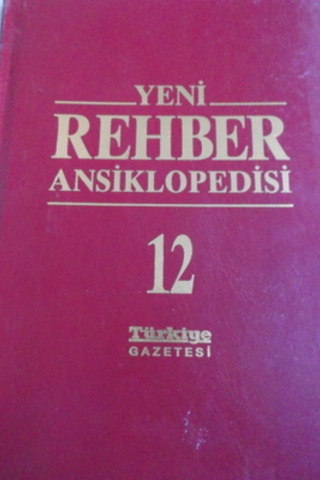 YENİ
REHBER
ANSİKLOPEDİSİ
12
Türkiye
GAZETESİ